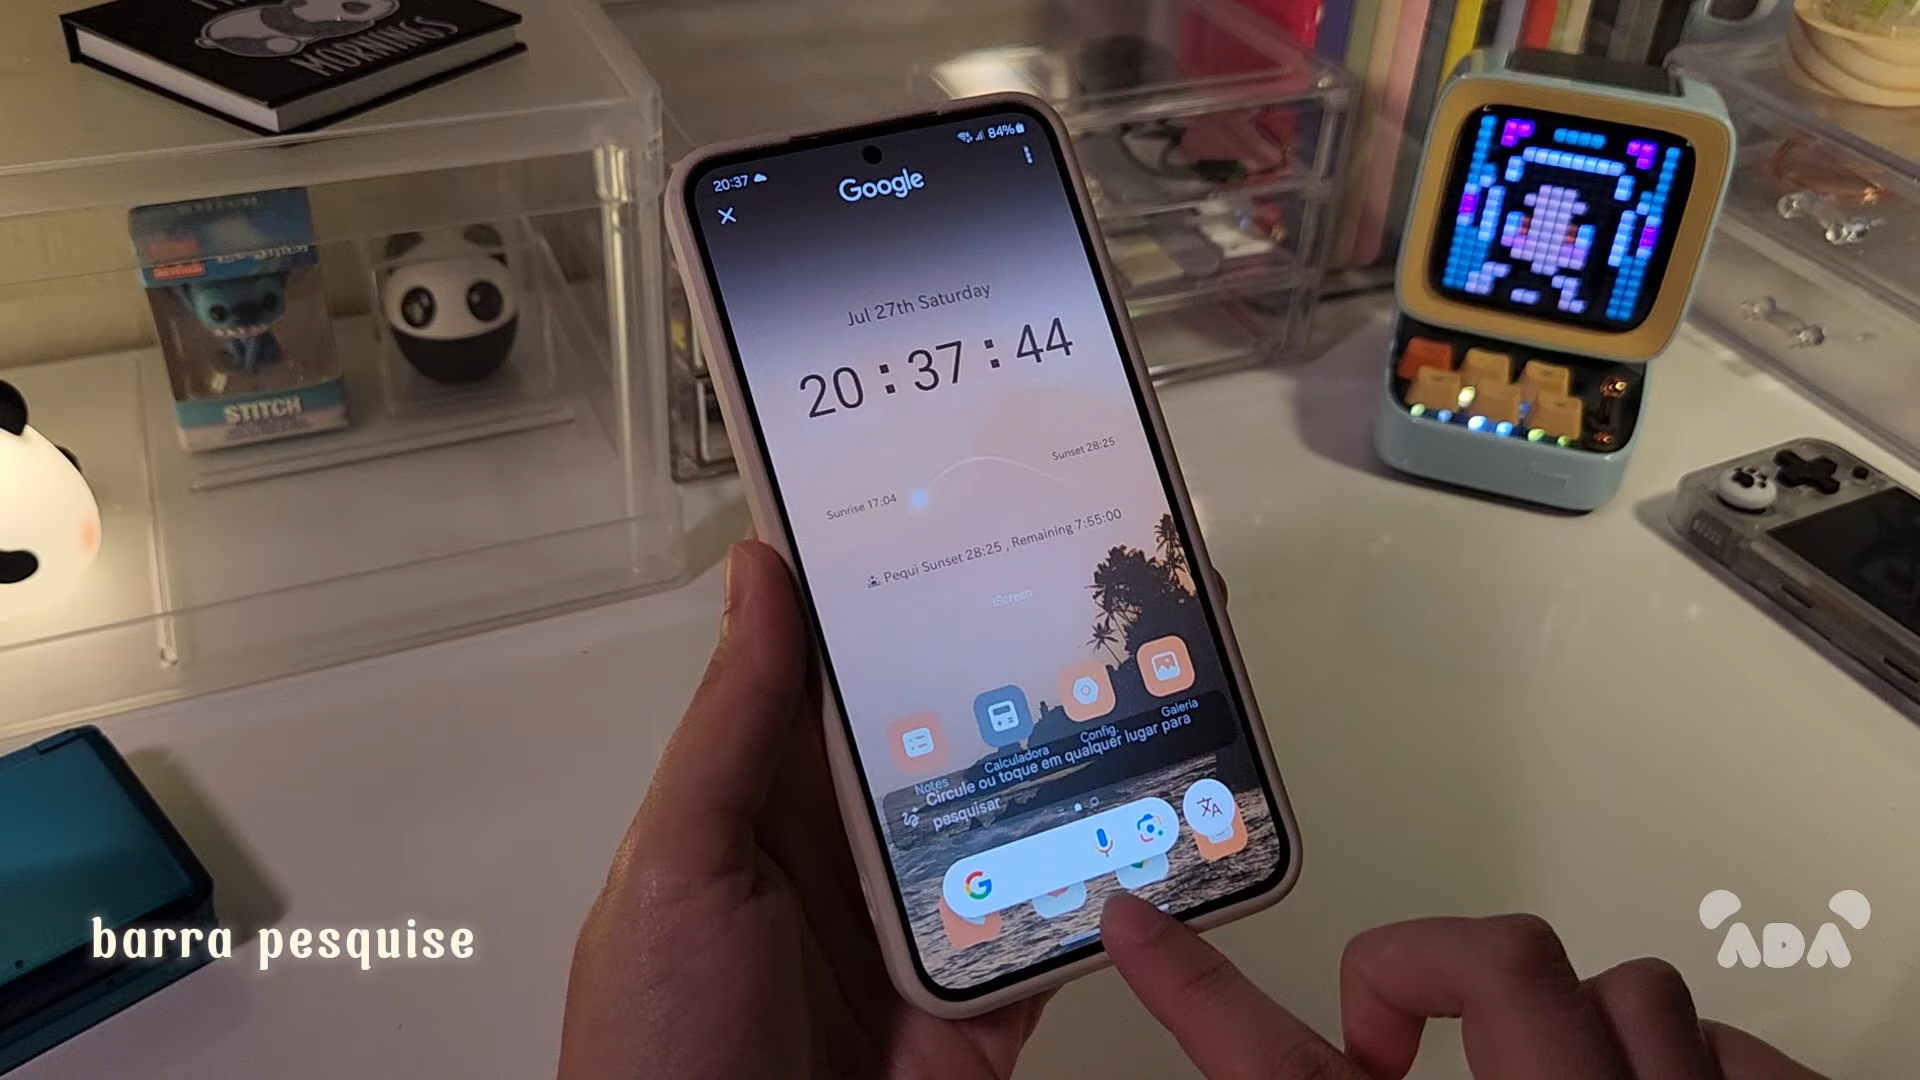 MORNINGS
STITCH
20:37
84%
Google
Jul 27th Saturday
20:37:44
Sunset 28:25
Sunrise 17:04
Pequi Sunset 28:25 , Remaining 7:55:00
iScreen
Galeria
Config.
Calculadora
Notes
Circule ou toque em qualquer lugar para
pesquisar
barra pesquise
ADA